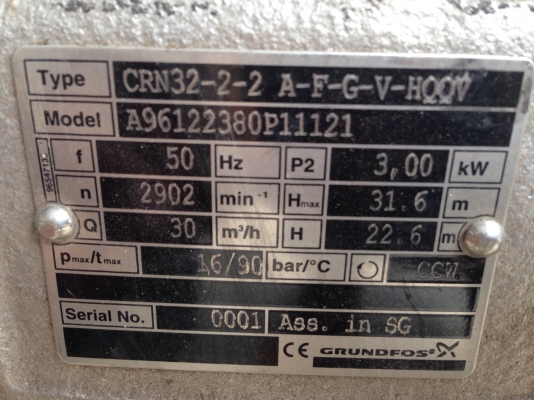 Type CRN32-2-2 A-F-G-V-HQQV
Model A96122380P11121
f 50 Hz P2 3,00 kW
n 2902 min⁻¹ Hmax 31.6 m
Q 30 m³/h H 22.6 m
pmax/tmax 16/90 bar/°C CCW
Serial No. 0001 Ass. in SG
CE GRUNDFOS